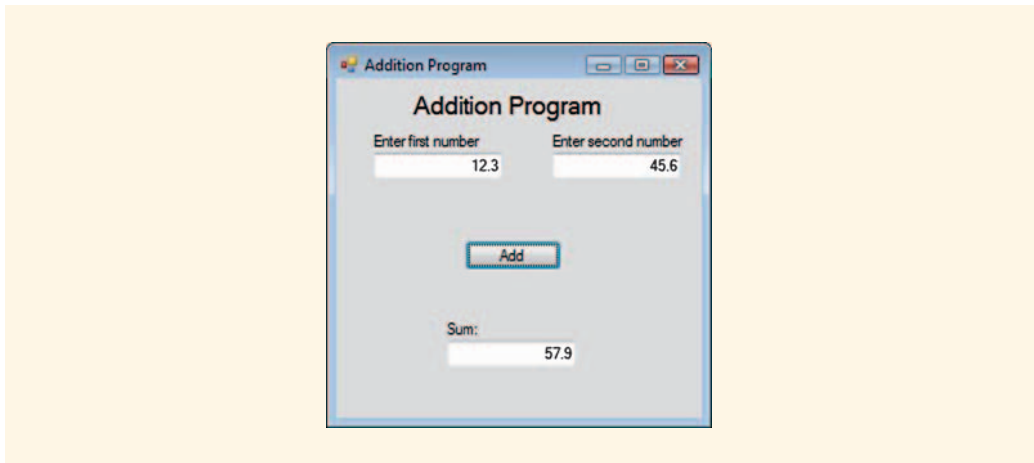 Addition Program
Addition Program
Enter first number
Enter second number
12.3
45.6
Add
Sum:
57.9